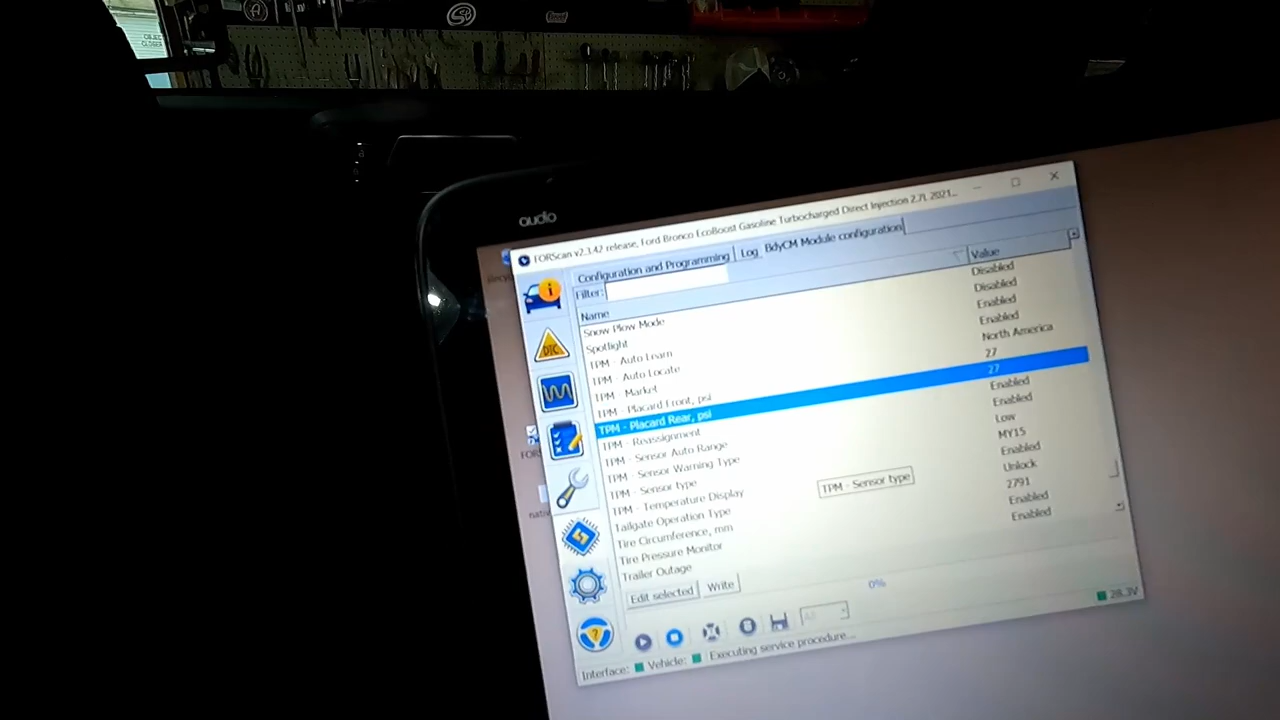 OBJEC
CLOSER
audio
FORScan v2.3.42 release, Ford Bronco EcoBoost Gasoline Turbocharged Direct Injection 2.7L 2021...
Configuration and Programming Log BdyCM Module configuration
Filter:
Name Value
Disabled
Snow Plow Mode Disabled
Spotlight Enabled
TPM - Auto Learn Enabled
TPM - Auto Locate North America
TPM - Market 27
TPM - Placard Front, psi 27
TPM - Placard Rear, psi Enabled
TPM - Reassignment Enabled
TPM - Sensor Auto Range Low
TPM - Sensor Warning Type MY15
TPM - Sensor type Enabled
TPM - Temperature Display Unlock
Tailgate Operation Type 2791
Tire Circumference, mm Enabled
Tire Pressure Monitor Enabled
Trailer Outage
TPM - Sensor type
Edit selected Write
0%
Interface: Vehicle: Executing service procedure... 28.3V